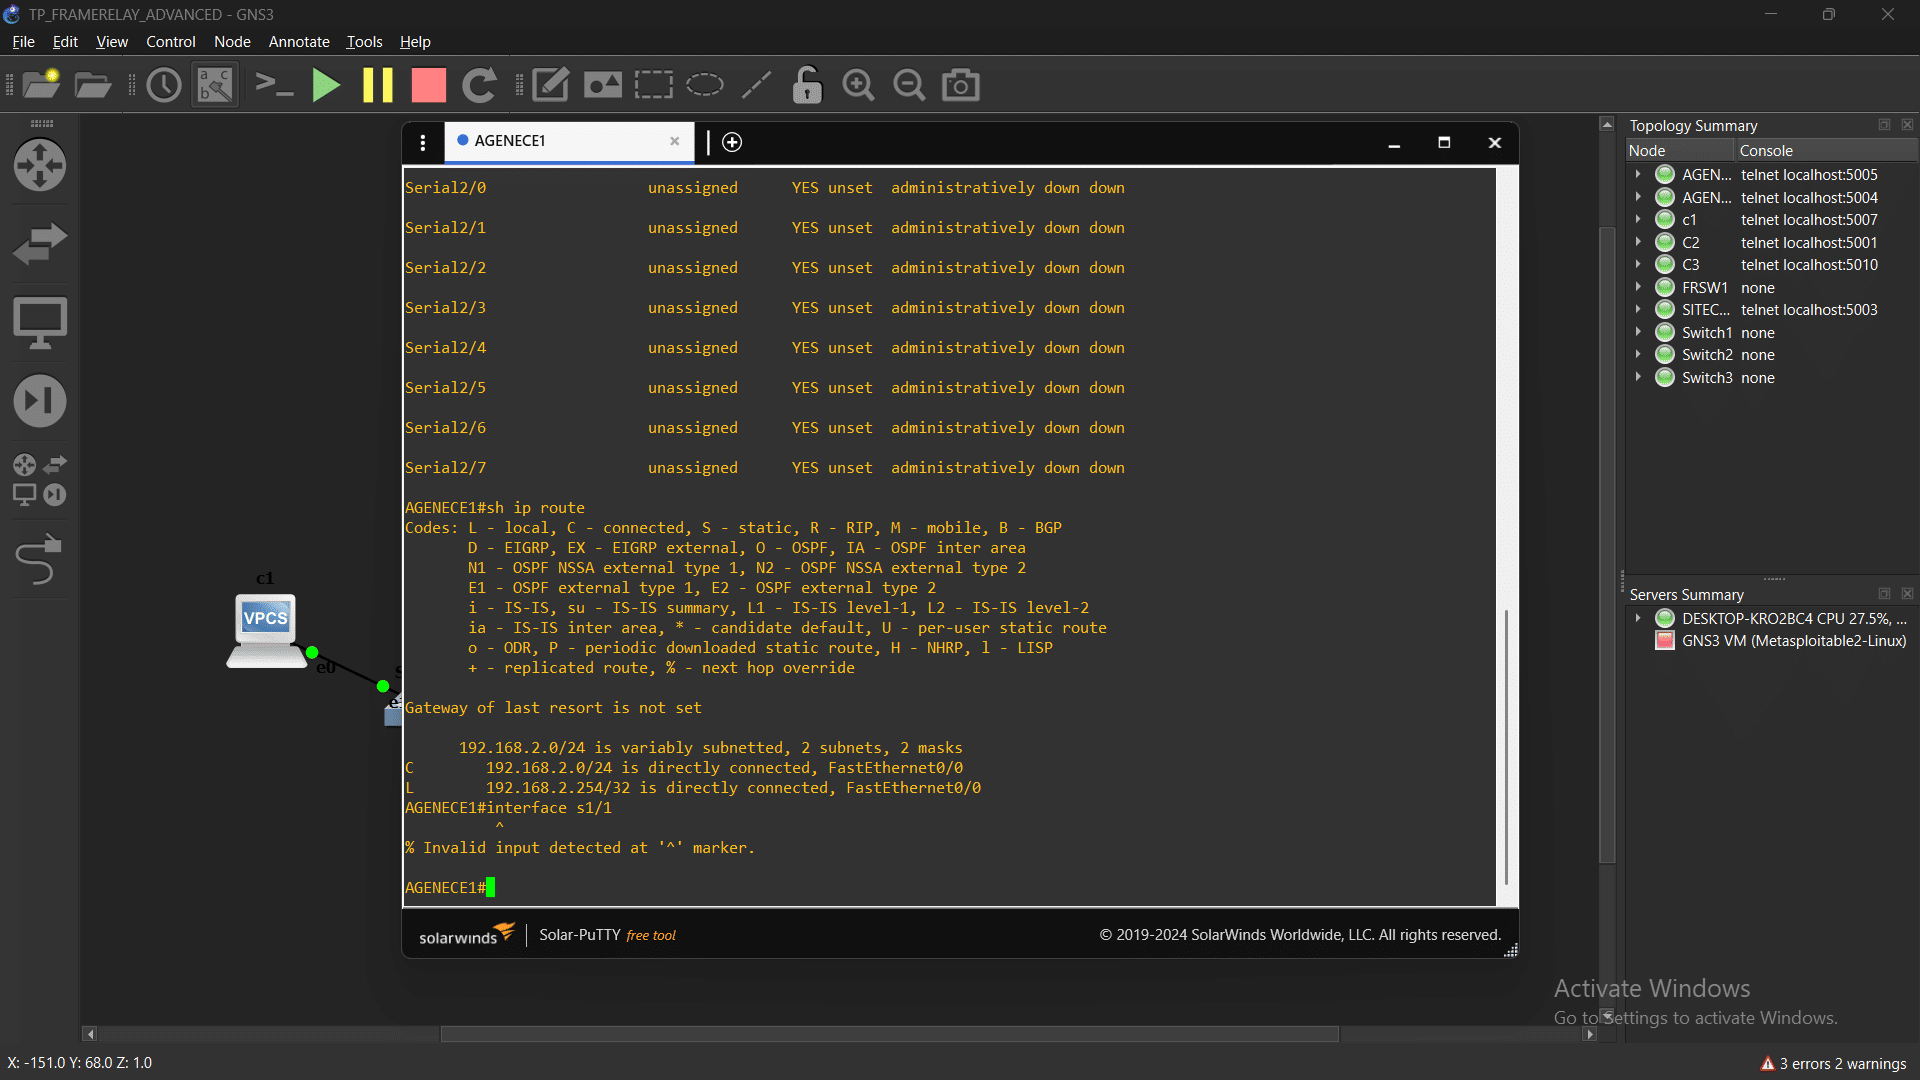 TP_FRAMERELAY_ADVANCED - GNS3
File Edit View Control Node Annotate Tools Help
AGENECE1
Serial2/0 unassigned YES unset administratively down down
Serial2/1 unassigned YES unset administratively down down
Serial2/2 unassigned YES unset administratively down down
Serial2/3 unassigned YES unset administratively down down
Serial2/4 unassigned YES unset administratively down down
Serial2/5 unassigned YES unset administratively down down
Serial2/6 unassigned YES unset administratively down down
Serial2/7 unassigned YES unset administratively down down
AGENECE1#sh ip route
Codes: L - local, C - connected, S - static, R - RIP, M - mobile, B - BGP
D - EIGRP, EX - EIGRP external, O - OSPF, IA - OSPF inter area
N1 - OSPF NSSA external type 1, N2 - OSPF NSSA external type 2
E1 - OSPF external type 1, E2 - OSPF external type 2
i - IS-IS, su - IS-IS summary, L1 - IS-IS level-1, L2 - IS-IS level-2
ia - IS-IS inter area, * - candidate default, U - per-user static route
o - ODR, P - periodic downloaded static route, H - NHRP, l - LISP
+ - replicated route, % - next hop override
Gateway of last resort is not set
192.168.2.0/24 is variably subnetted, 2 subnets, 2 masks
C 192.168.2.0/24 is directly connected, FastEthernet0/0
L 192.168.2.254/32 is directly connected, FastEthernet0/0
AGENECE1#interface s1/1
^
% Invalid input detected at '^' marker.
AGENECE1#
solarwinds Solar-PuTTY free tool
© 2019-2024 SolarWinds Worldwide, LLC. All rights reserved.
c1
VPCS
e0
Topology Summary
Node Console
AGEN... telnet localhost:5005
AGEN... telnet localhost:5004
c1 telnet localhost:5007
C2 telnet localhost:5001
C3 telnet localhost:5010
FRSW1 none
SITEC... telnet localhost:5003
Switch1 none
Switch2 none
Switch3 none
Servers Summary
DESKTOP-KRO2BC4 CPU 27.5%, ...
GNS3 VM (Metasploitable2-Linux)
Activate Windows
Go to Settings to activate Windows.
X: -151.0 Y: 68.0 Z: 1.0
3 errors 2 warnings